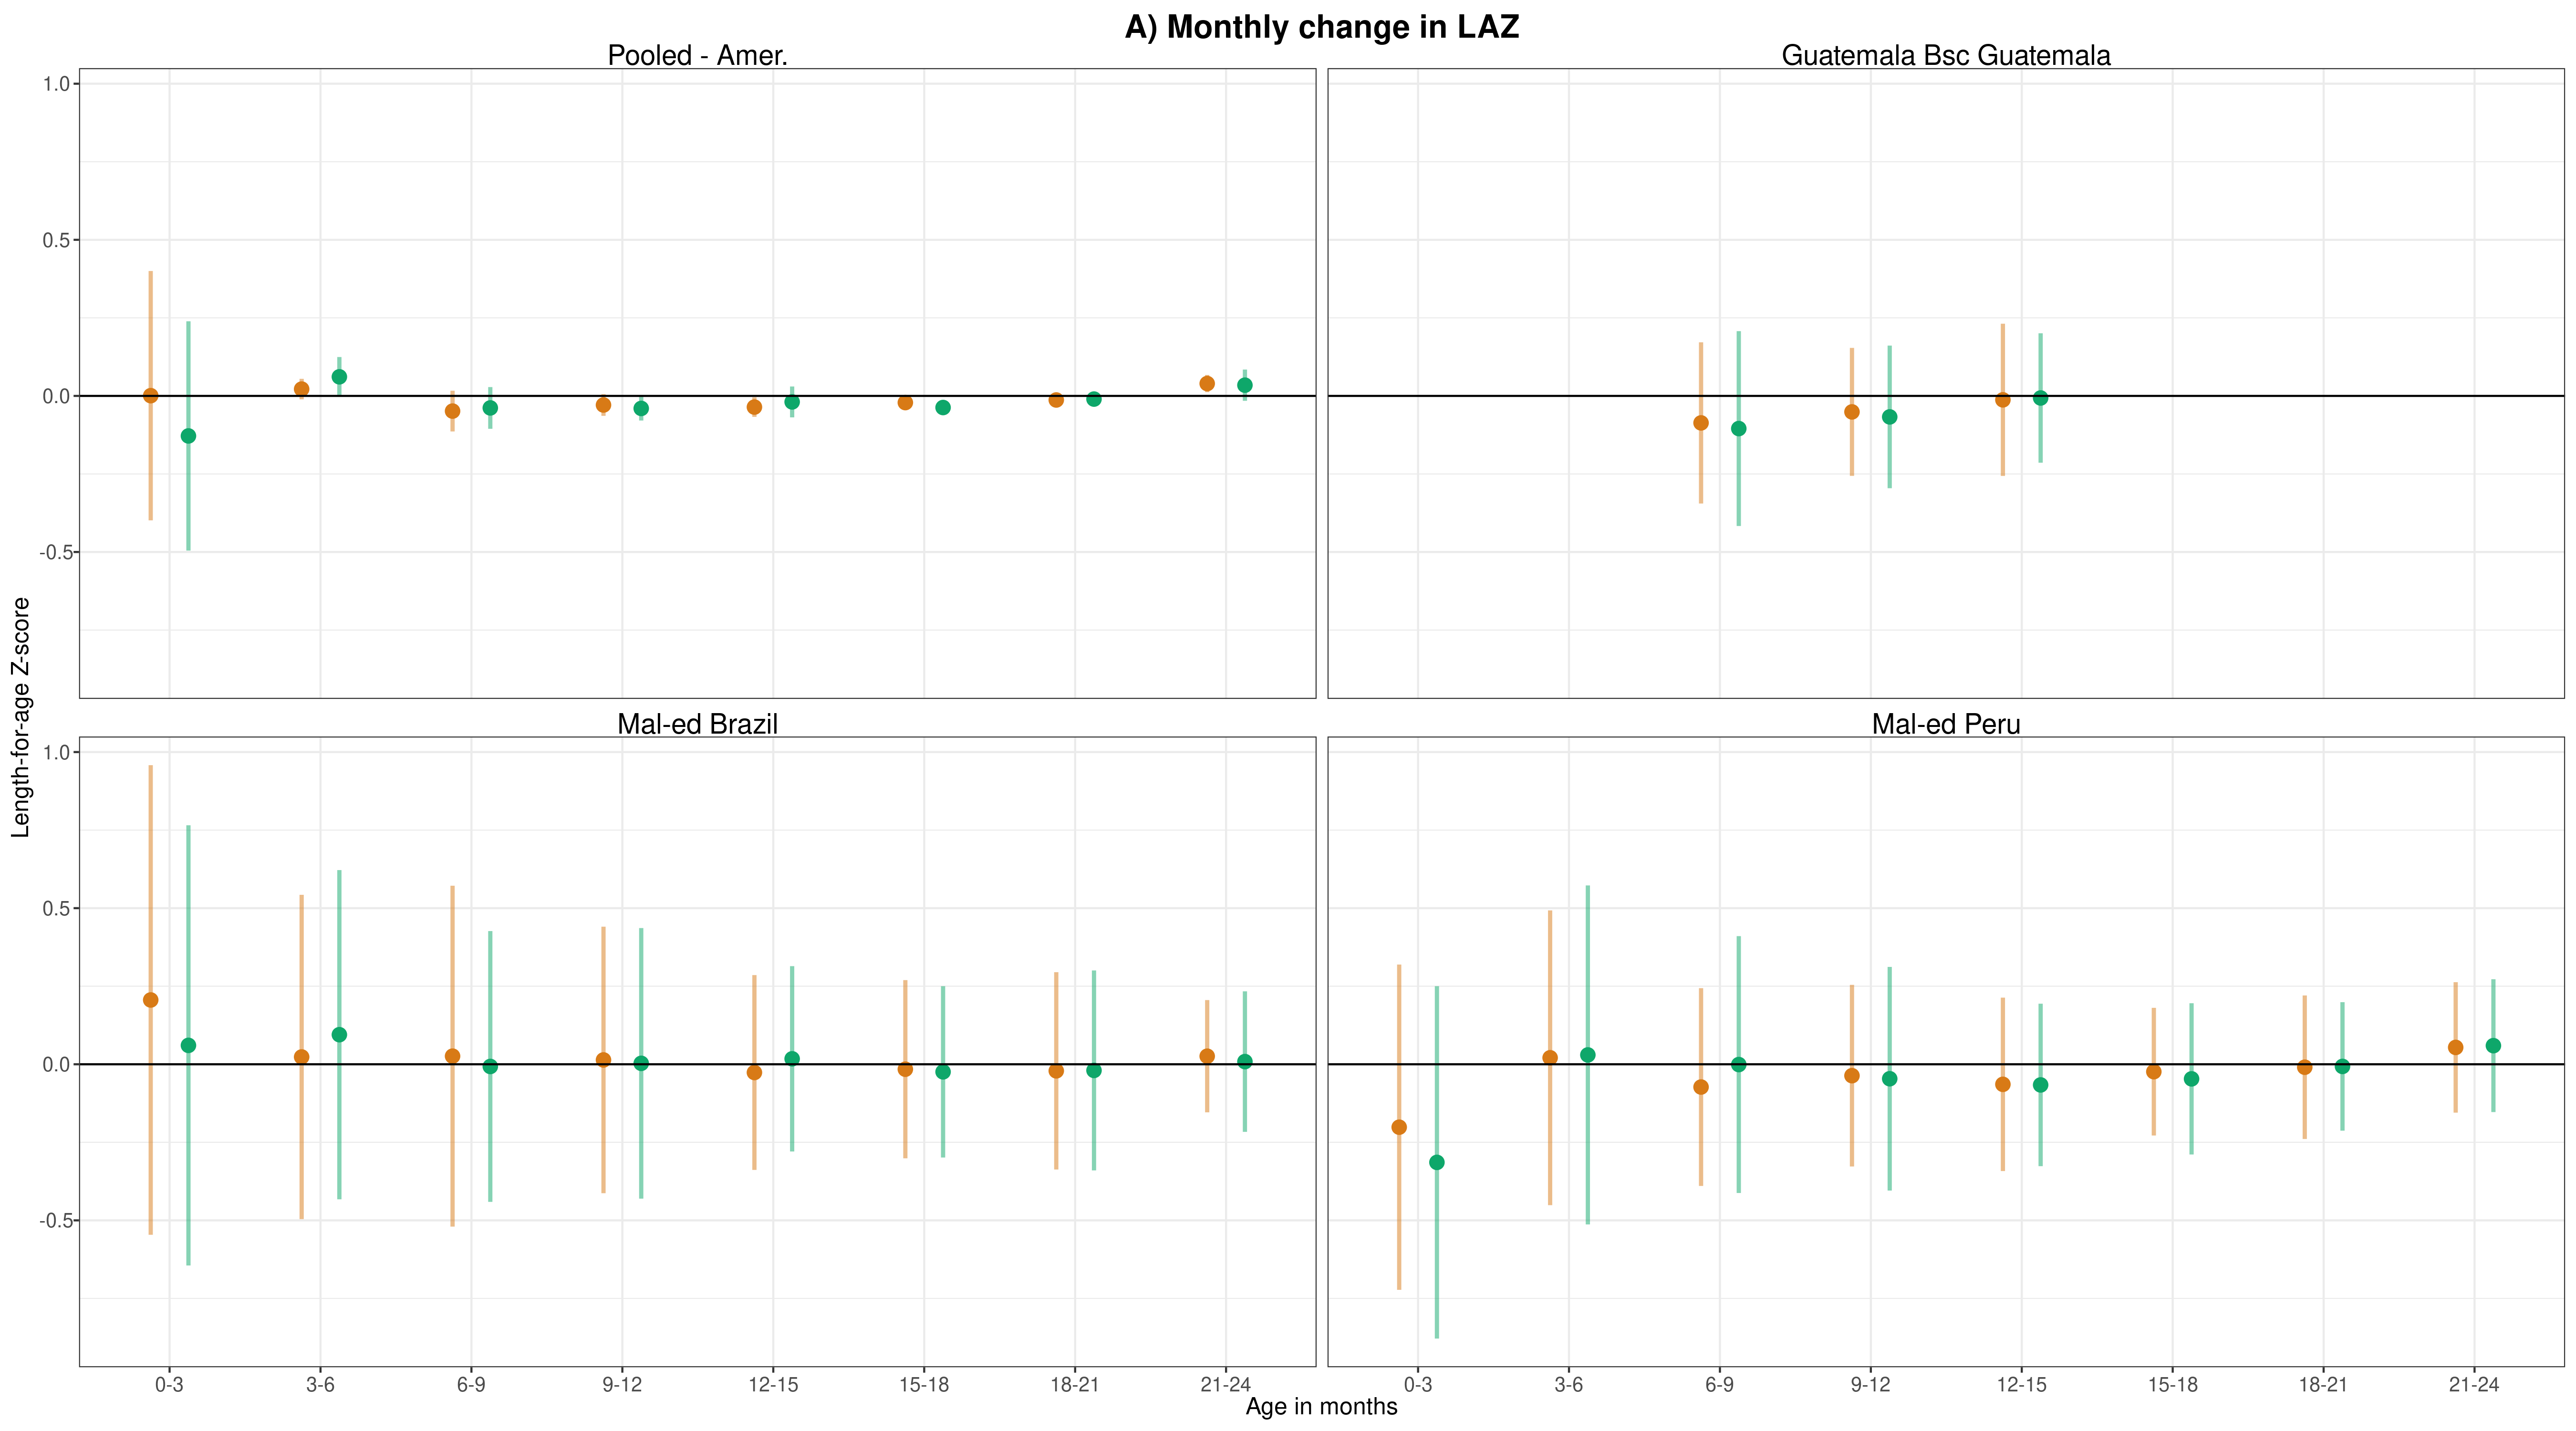 A) Monthly change in LAZ
Pooled - Amer.
Guatemala Bsc Guatemala
1.0
0.5
0.0
-0.5
Length-for-age Z-score
Mal-ed Brazil
Mal-ed Peru
1.0
0.5
0.0
-0.5
0-3 3-6 6-9 9-12 12-15 15-18 18-21 21-24
0-3 3-6 6-9 9-12 12-15 15-18 18-21 21-24
Age in months